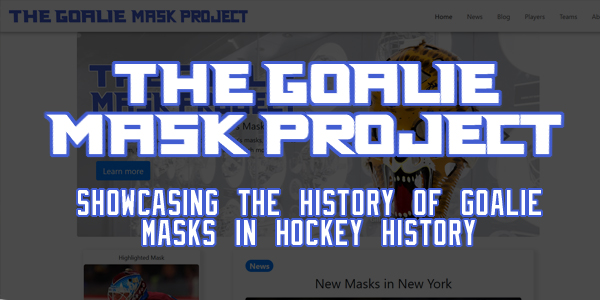 THE GOALIE MASK PROJECT
Home News Blog Players Teams
THE GOALIE
MASK PROJECT
Learn more
SHOWCASING THE HISTORY OF GOALIE
MASKS IN HOCKEY HISTORY
Highlighted Mask
News
New Masks in New York